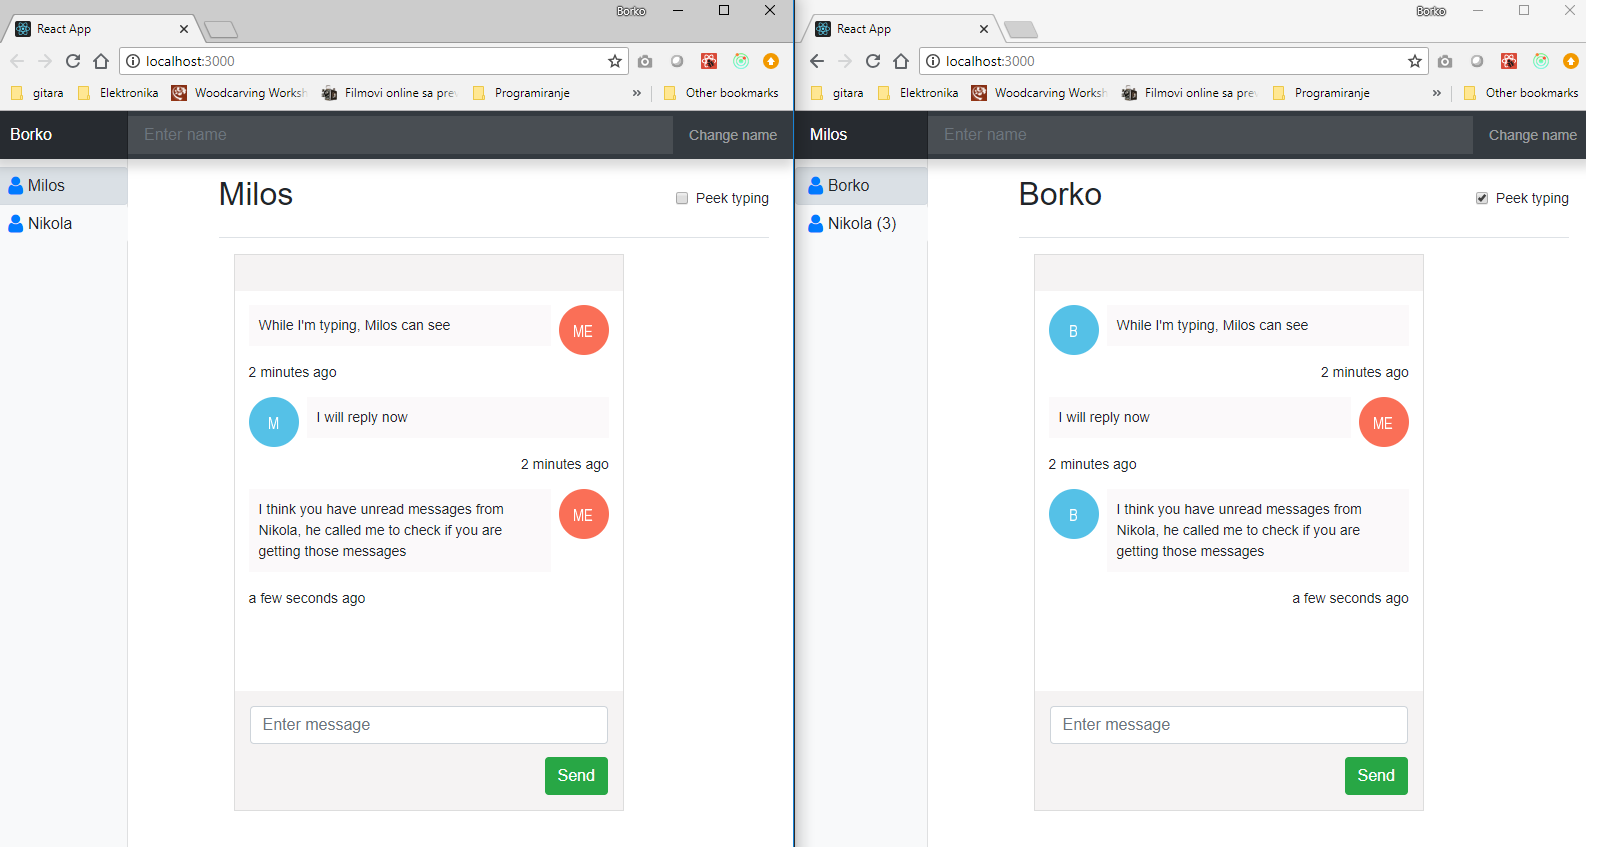 Borko
React App
localhost:3000
gitara
Elektronika
Woodcarving Worksh
Filmovi online sa prev
Programiranje
»
Other bookmarks
Borko
Enter name
Change name
Milos
Nikola
Milos
Peek typing
While I'm typing, Milos can see
ME
2 minutes ago
M
I will reply now
2 minutes ago
I think you have unread messages from
Nikola, he called me to check if you are
getting those messages
ME
a few seconds ago
Enter message
Send
Borko
React App
localhost:3000
gitara
Elektronika
Woodcarving Worksh
Filmovi online sa prev
Programiranje
»
Other bookmarks
Milos
Enter name
Change name
Borko
Nikola (3)
Borko
Peek typing
B
While I'm typing, Milos can see
2 minutes ago
I will reply now
ME
2 minutes ago
B
I think you have unread messages from
Nikola, he called me to check if you are
getting those messages
a few seconds ago
Enter message
Send